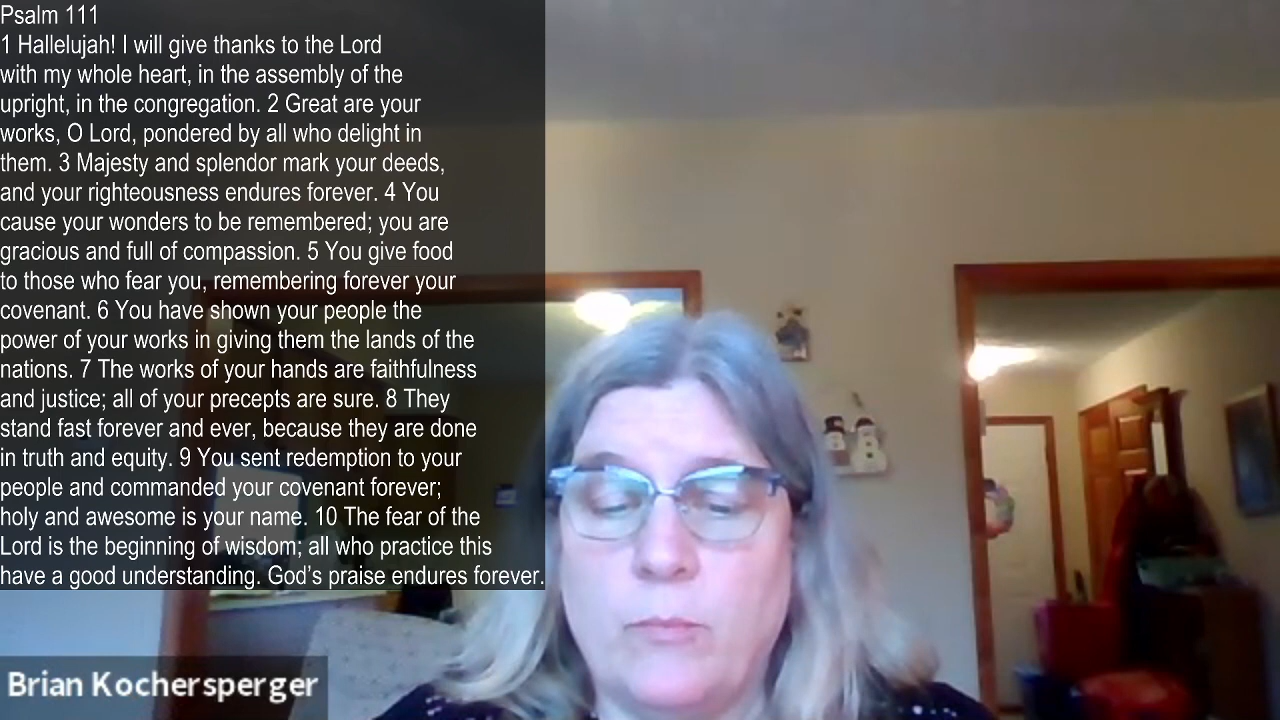 Psalm 111
1 Hallelujah! I will give thanks to the Lord
with my whole heart, in the assembly of the
upright, in the congregation. 2 Great are your
works, O Lord, pondered by all who delight in
them. 3 Majesty and splendor mark your deeds,
and your righteousness endures forever. 4 You
cause your wonders to be remembered; you are
gracious and full of compassion. 5 You give food
to those who fear you, remembering forever your
covenant. 6 You have shown your people the
power of your works in giving them the lands of the
nations. 7 The works of your hands are faithfulness
and justice; all of your precepts are sure. 8 They
stand fast forever and ever, because they are done
in truth and equity. 9 You sent redemption to your
people and commanded your covenant forever;
holy and awesome is your name. 10 The fear of the
Lord is the beginning of wisdom; all who practice this
have a good understanding. God’s praise endures forever.
Brian Kochersperger